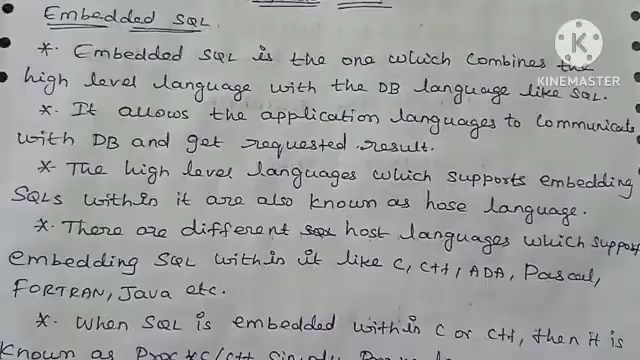 Embedded SQL
*. Embedded SQL is the one which combines the
high level language with the DB language like SQL.
*. It allows the application languages to communicate
with DB and get requested result.
*. The high level languages which supports embedding
SQLs within it are also known as hose language.
*. There are different host languages which support
embedding SQL within it like C, C++, ADA, Pascal,
FORTRAN, Java etc.
*. When SQL is embedded within C or C++, then it is
known as Pro*C/C++
K
KINEMASTER